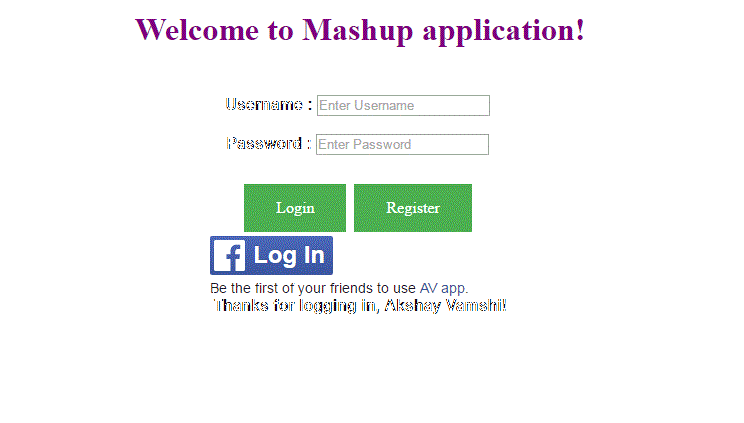 Welcome to Mashup application!
Username : Enter Username
Password : Enter Password
Login Register
f Log In
Be the first of your friends to use AV app.
Thanks for logging in, Akshay Vamshi!